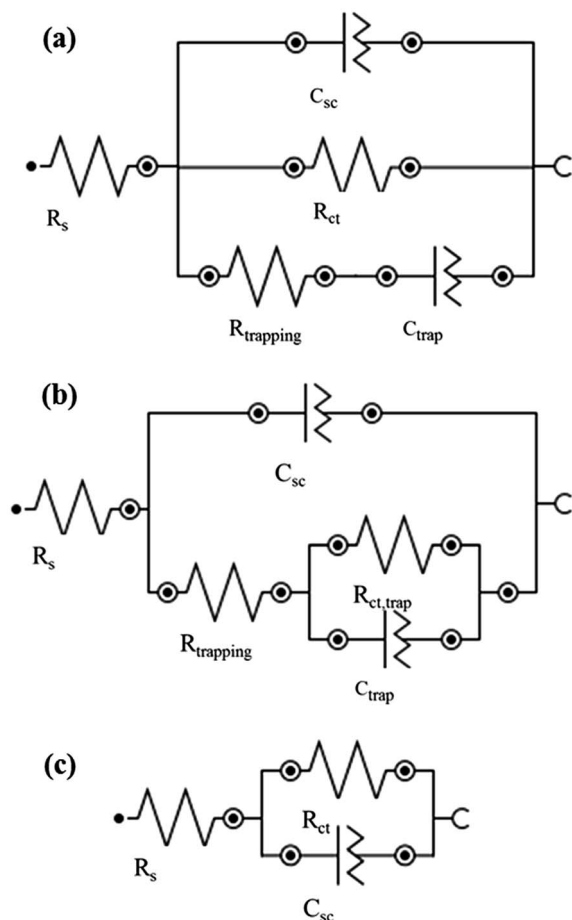 (a)
Csc
Rs
Rct
Rtrapping
Ctrap
(b)
Csc
Rs
Rct,trap
Rtrapping
Ctrap
(c)
Rct
Rs
Csc